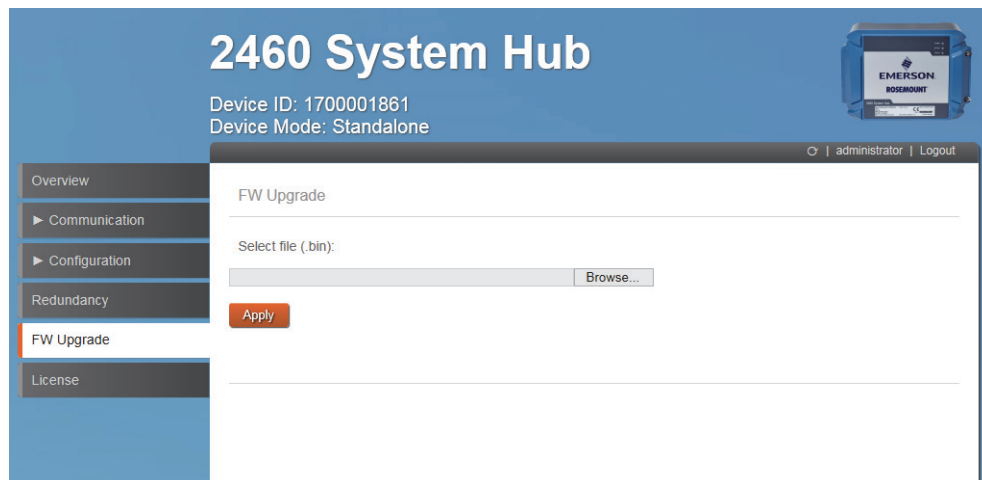 2460 System Hub
Device ID: 1700001861
Device Mode: Standalone
EMERSON
ROSEMOUNT
| administrator | Logout
Overview
► Communication
► Configuration
Redundancy
FW Upgrade
License
FW Upgrade
Select file (.bin):
Browse...
Apply